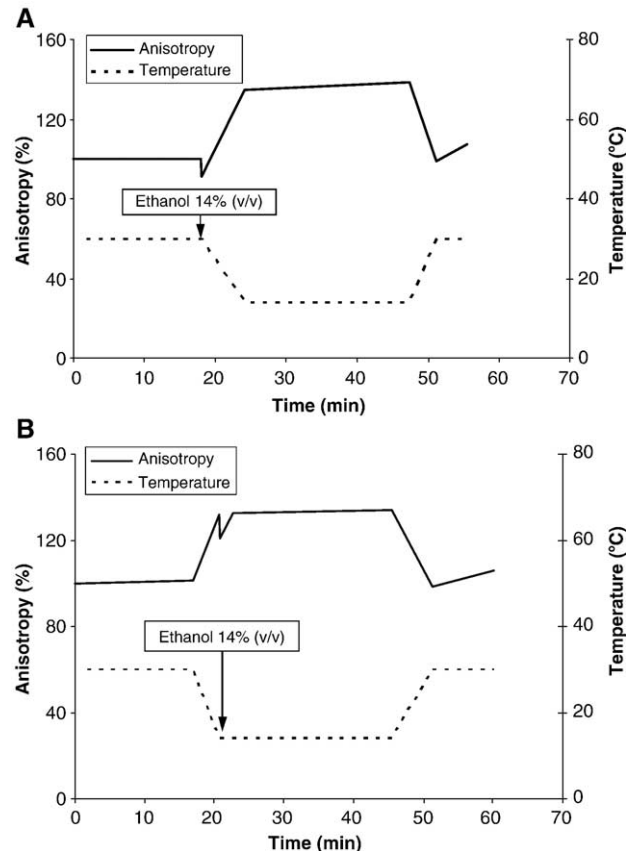 A
160
80
Anisotropy
Temperature
120
60
Anisotropy (%)
Temperature (°C)
80
40
Ethanol 14% (v/v)
40
20
0
0
0 10 20 30 40 50 60 70
Time (min)
B
160
80
Anisotropy
Temperature
120
60
Anisotropy (%)
Temperature (°C)
80
40
Ethanol 14% (v/v)
40
20
0
0
0 10 20 30 40 50 60 70
Time (min)